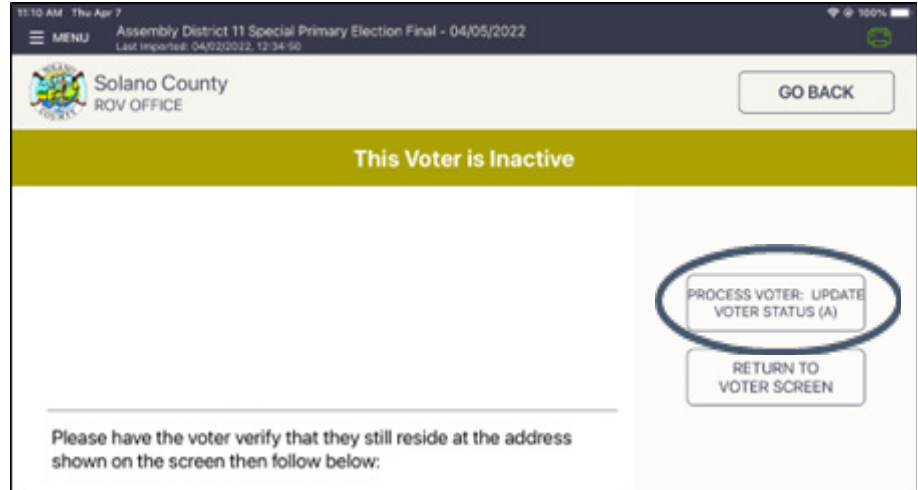 11:10 AM Thu Apr 7
100%
MENU
Assembly District 11 Special Primary Election Final - 04/05/2022
Last Imported: 04/02/2022, 12:34:50
SOLANO
COUNTY
Solano County
ROV OFFICE
GO BACK
This Voter is Inactive
PROCESS VOTER: UPDATE
VOTER STATUS (A)
RETURN TO
VOTER SCREEN
Please have the voter verify that they still reside at the address
shown on the screen then follow below: